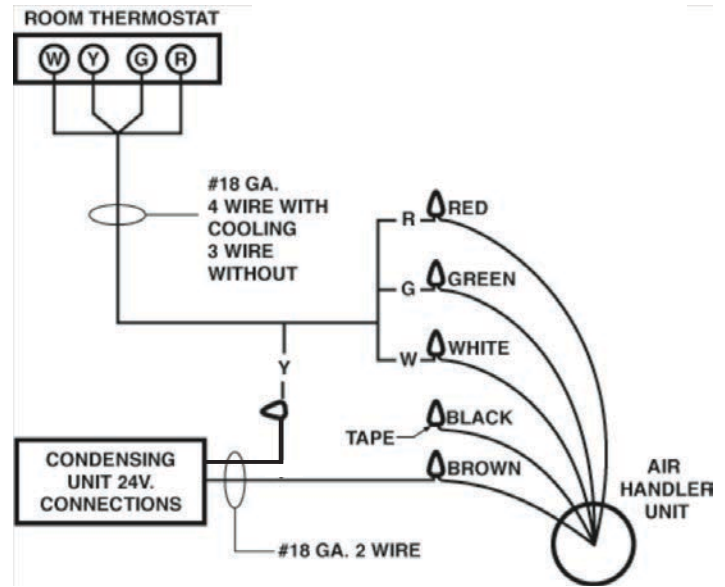 ROOM THERMOSTAT
W Y G R
#18 GA.
4 WIRE WITH
COOLING
3 WIRE
WITHOUT
R RED
G GREEN
W WHITE
Y
TAPE BLACK
BROWN
CONDENSING
UNIT 24V.
CONNECTIONS
#18 GA. 2 WIRE
AIR
HANDLER
UNIT